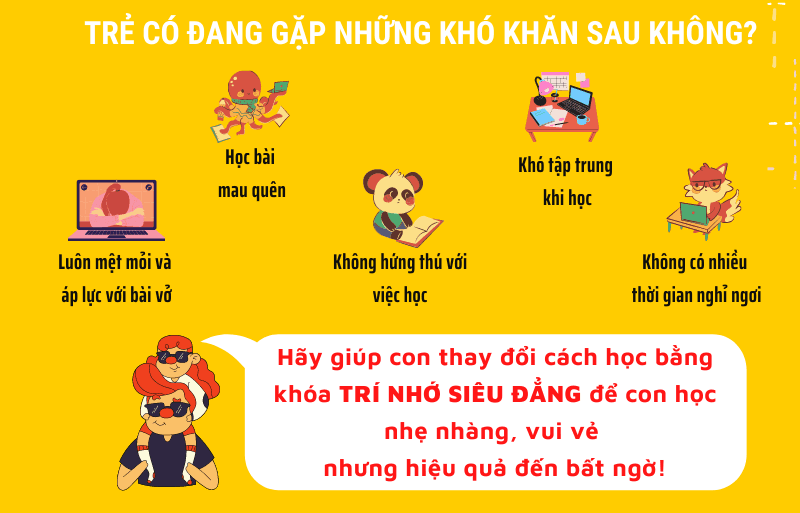 TRẺ CÓ ĐANG GẶP NHỮNG KHÓ KHĂN SAU KHÔNG?
Học bài
mau quên
Khó tập trung
khi học
Luôn mệt mỏi và
áp lực với bài vở
Không hứng thú với
việc học
Không có nhiều
thời gian nghỉ ngơi
Hãy giúp con thay đổi cách học bằng
khóa TRÍ NHỚ SIÊU ĐẲNG để con học
nhẹ nhàng, vui vẻ
nhưng hiệu quả đến bất ngờ!